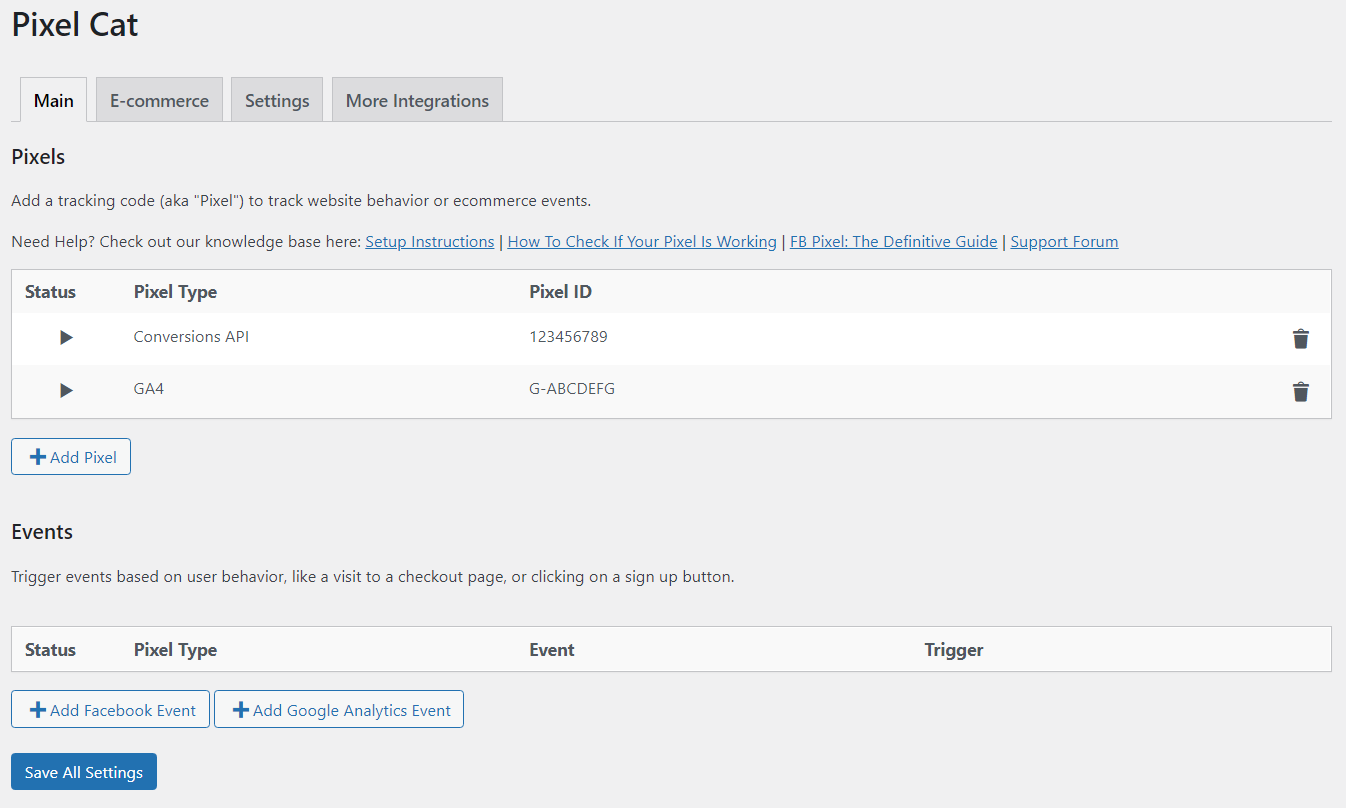 Pixel Cat
Main E-commerce Settings More Integrations
Pixels
Add a tracking code (aka "Pixel") to track website behavior or ecommerce events.
Need Help? Check out our knowledge base here: Setup Instructions | How To Check If Your Pixel Is Working | FB Pixel: The Definitive Guide | Support Forum
Status Pixel Type Pixel ID
Conversions API 123456789
GA4 G-ABCDEFG
Add Pixel
Events
Trigger events based on user behavior, like a visit to a checkout page, or clicking on a sign up button.
Status Pixel Type Event Trigger
Add Facebook Event Add Google Analytics Event
Save All Settings